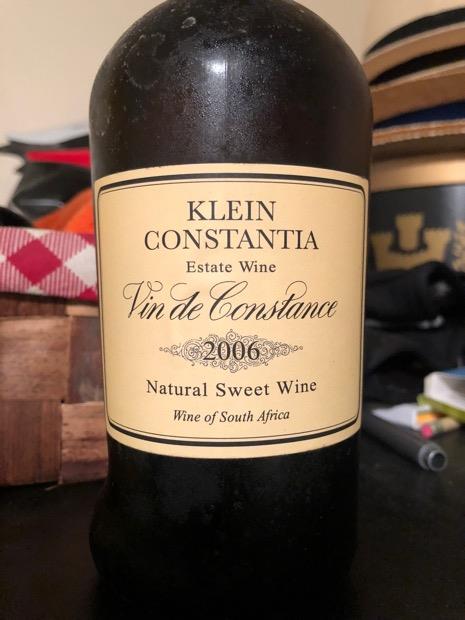 KLEIN
CONSTANTIA
Estate Wine
Vin de Constance
2006
Natural Sweet Wine
Wine of South Africa